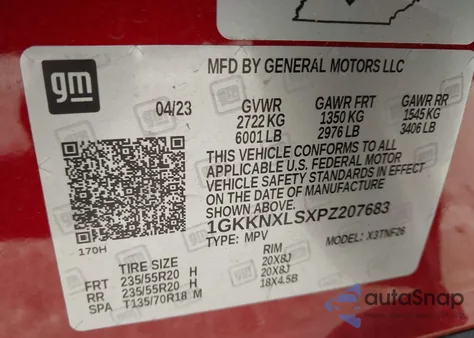 gm
MFD BY GENERAL MOTORS LLC
04/23 GVWR GAWR FRT GAWR RR
2722 KG 1350 KG 1545 KG
6001 LB 2976 LB 3406 LB
THIS VEHICLE CONFORMS TO ALL
APPLICABLE U.S. FEDERAL MOTOR
VEHICLE SAFETY STANDARDS IN EFFECT
ON THE DATE OF MANUFACTURE
SHOWN ABOVE.
1GKKNXLSXPZ207683
TYPE: MPV MODEL: X3TNF26
170H
TIRE SIZE RIM
FRT 235/55R20 H 20X8J
RR 235/55R20 H 20X8J
SPA T135/70R18 M 18X4.5B
autoSnap